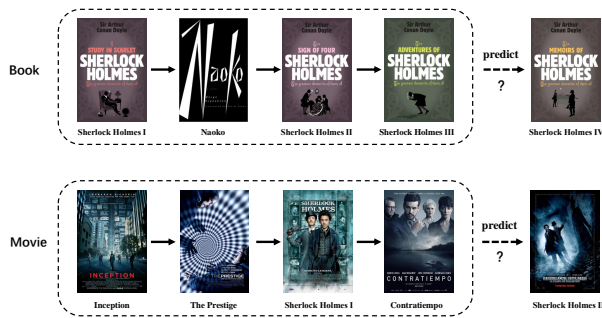 Book
Sir Arthur
Conan Doyle
STUDY IN SCARLET
SHERLOCK
HOLMES
Sherlock Holmes I
Naoko
Naoko
Sir Arthur
Conan Doyle
SIGN OF FOUR
SHERLOCK
HOLMES
Sherlock Holmes II
Sir Arthur
Conan Doyle
ADVENTURES OF
SHERLOCK
HOLMES
Sherlock Holmes III
predict
?
Sir Arthur
Conan Doyle
MEMOIRS OF
SHERLOCK
HOLMES
Sherlock Holmes IV
Movie
INCEPTION
Inception
PRESTIGE
The Prestige
SHERLOCK
HOLMES
Sherlock Holmes I
CONTRATIEMPO
Contratiempo
predict
?
Sherlock Holmes II